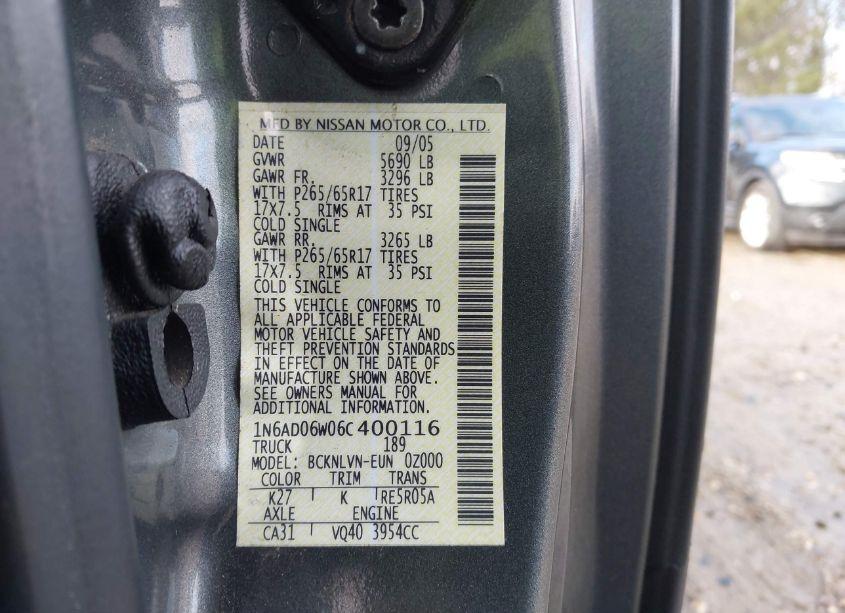 MFD BY NISSAN MOTOR CO., LTD.
DATE 09/05
GVWR 5690 LB
GAWR FR. 3296 LB
WITH P265/65R17 TIRES
17X7.5 RIMS AT 35 PSI
COLD SINGLE
GAWR RR. 3265 LB
WITH P265/65R17 TIRES
17X7.5 RIMS AT 35 PSI
COLD SINGLE
THIS VEHICLE CONFORMS TO
ALL APPLICABLE FEDERAL
MOTOR VEHICLE SAFETY AND
THEFT PREVENTION STANDARDS
IN EFFECT ON THE DATE OF
MANUFACTURE SHOWN ABOVE.
SEE OWNERS MANUAL FOR
ADDITIONAL INFORMATION.
1N6AD06W06C400116
TRUCK 189
MODEL: BCKNLVN-EUN 0Z000
COLOR TRIM TRANS
K27 K RE5R05A
AXLE ENGINE
CA31 VQ40 3954CC